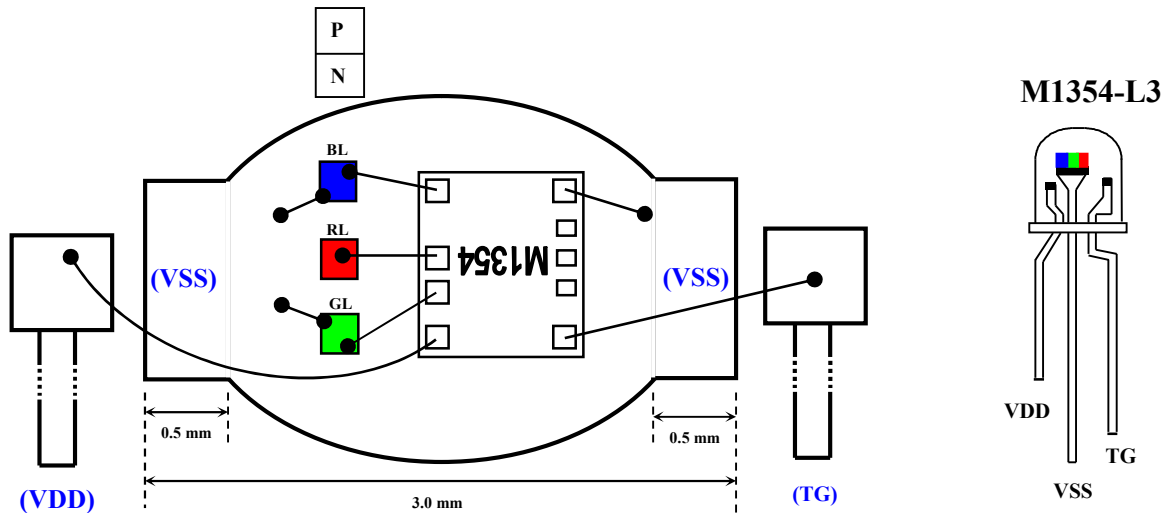 P
N
M1354-L3
BL
RL
GL
M1354
(VSS)
(VSS)
0.5 mm
0.5 mm
3.0 mm
(VDD)
(TG)
VDD
TG
VSS